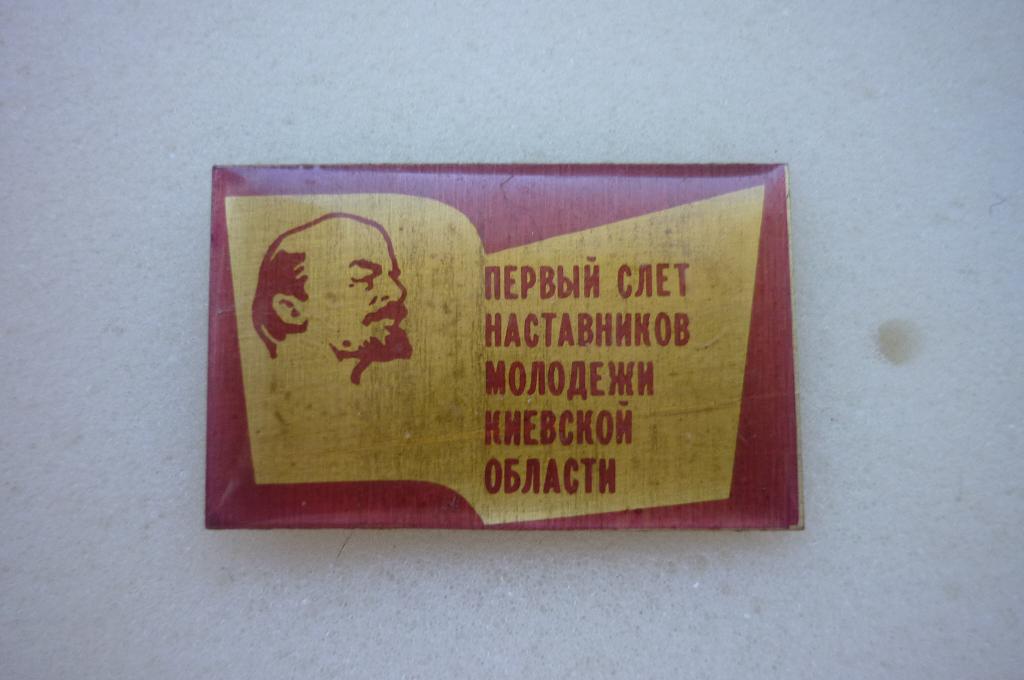 ПЕРВЫЙ СЛЕТ
НАСТАВНИКОВ
МОЛОДЕЖИ
КИЕВСКОЙ
ОБЛАСТИ